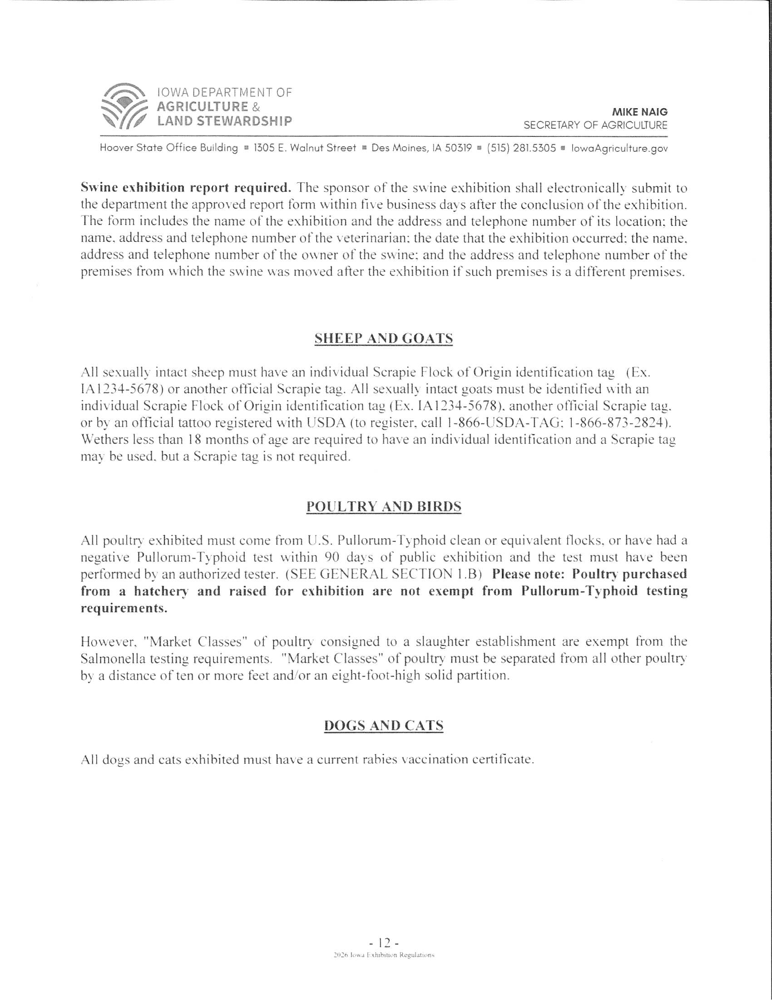 IOWA DEPARTMENT OF
AGRICULTURE &
LAND STEWARDSHIP
MIKE NAIG
SECRETARY OF AGRICULTURE
Hoover State Office Building ▪ 1305 E. Walnut Street ▪ Des Moines, IA 50319 ▪ (515) 281.5305 ▪ IowaAgriculture.gov
Swine exhibition report required. The sponsor of the swine exhibition shall electronically submit to
the department the approved report form within five business days after the conclusion of the exhibition.
The form includes the name of the exhibition and the address and telephone number of its location; the
name, address and telephone number of the veterinarian; the date that the exhibition occurred; the name,
address and telephone number of the owner of the swine; and the address and telephone number of the
premises from which the swine was moved after the exhibition if such premises is a different premises.
SHEEP AND GOATS
All sexually intact sheep must have an individual Scrapie Flock of Origin identification tag (Ex.
IA1234-5678) or another official Scrapie tag. All sexually intact goats must be identified with an
individual Scrapie Flock of Origin identification tag (Ex. IA1234-5678), another official Scrapie tag,
or by an official tattoo registered with USDA (to register, call 1-866-USDA-TAG; 1-866-873-2824).
Wethers less than 18 months of age are required to have an individual identification and a Scrapie tag
may be used, but a Scrapie tag is not required.
POULTRY AND BIRDS
All poultry exhibited must come from U.S. Pullorum-Typhoid clean or equivalent flocks, or have had a
negative Pullorum-Typhoid test within 90 days of public exhibition and the test must have been
performed by an authorized tester. (SEE GENERAL SECTION 1.B) Please note: Poultry purchased
from a hatchery and raised for exhibition are not exempt from Pullorum-Typhoid testing
requirements.
However, "Market Classes" of poultry consigned to a slaughter establishment are exempt from the
Salmonella testing requirements. "Market Classes" of poultry must be separated from all other poultry
by a distance of ten or more feet and/or an eight-foot-high solid partition.
DOGS AND CATS
All dogs and cats exhibited must have a current rabies vaccination certificate.
- 12 -
2026 Iowa Exhibition Regulations